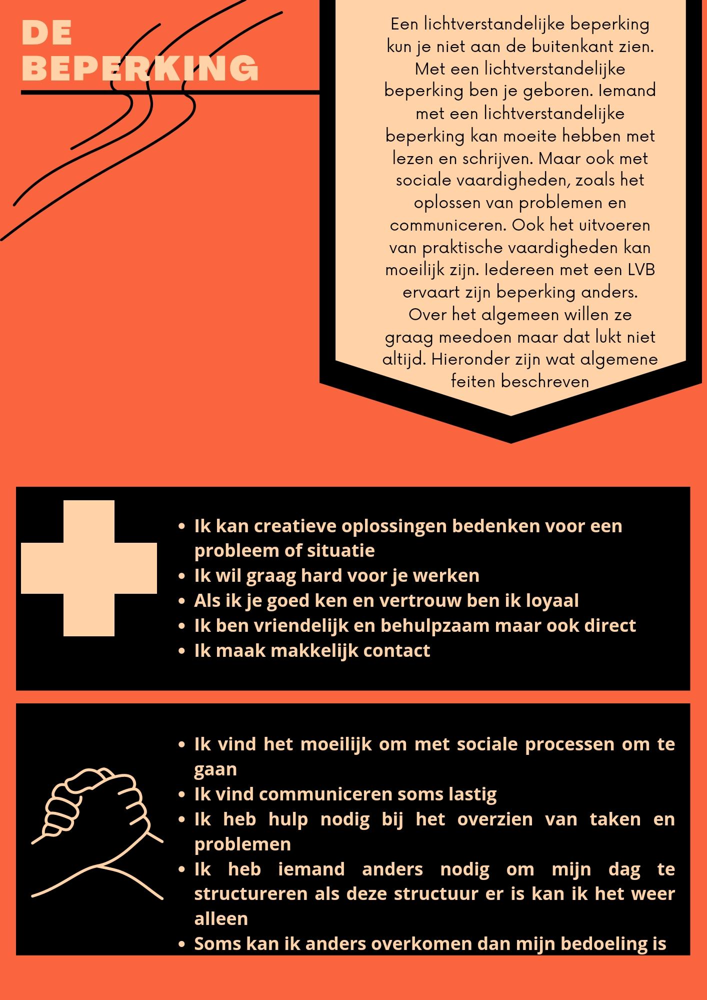 DE
BEPERKING
Een lichtverstandelijke beperking
kun je niet aan de buitenkant zien.
Met een lichtverstandelijke
beperking ben je geboren. Iemand
met een lichtverstandelijke
beperking kan moeite hebben met
lezen en schrijven. Maar ook met
sociale vaardigheden, zoals het
oplossen van problemen en
communiceren. Ook het uitvoeren
van praktische vaardigheden kan
moeilijk zijn. Iedereen met een LVB
ervaart zijn beperking anders.
Over het algemeen willen ze
graag meedoen maar dat lukt niet
altijd. Hieronder zijn wat algemene
feiten beschreven
• Ik kan creatieve oplossingen bedenken voor een
probleem of situatie
• Ik wil graag hard voor je werken
• Als ik je goed ken en vertrouw ben ik loyaal
• Ik ben vriendelijk en behulpzaam maar ook direct
• Ik maak makkelijk contact
• Ik vind het moeilijk om met sociale processen om te
gaan
• Ik vind communiceren soms lastig
• Ik heb hulp nodig bij het overzien van taken en
problemen
• Ik heb iemand anders nodig om mijn dag te
structureren als deze structuur er is kan ik het weer
alleen
• Soms kan ik anders overkomen dan mijn bedoeling is